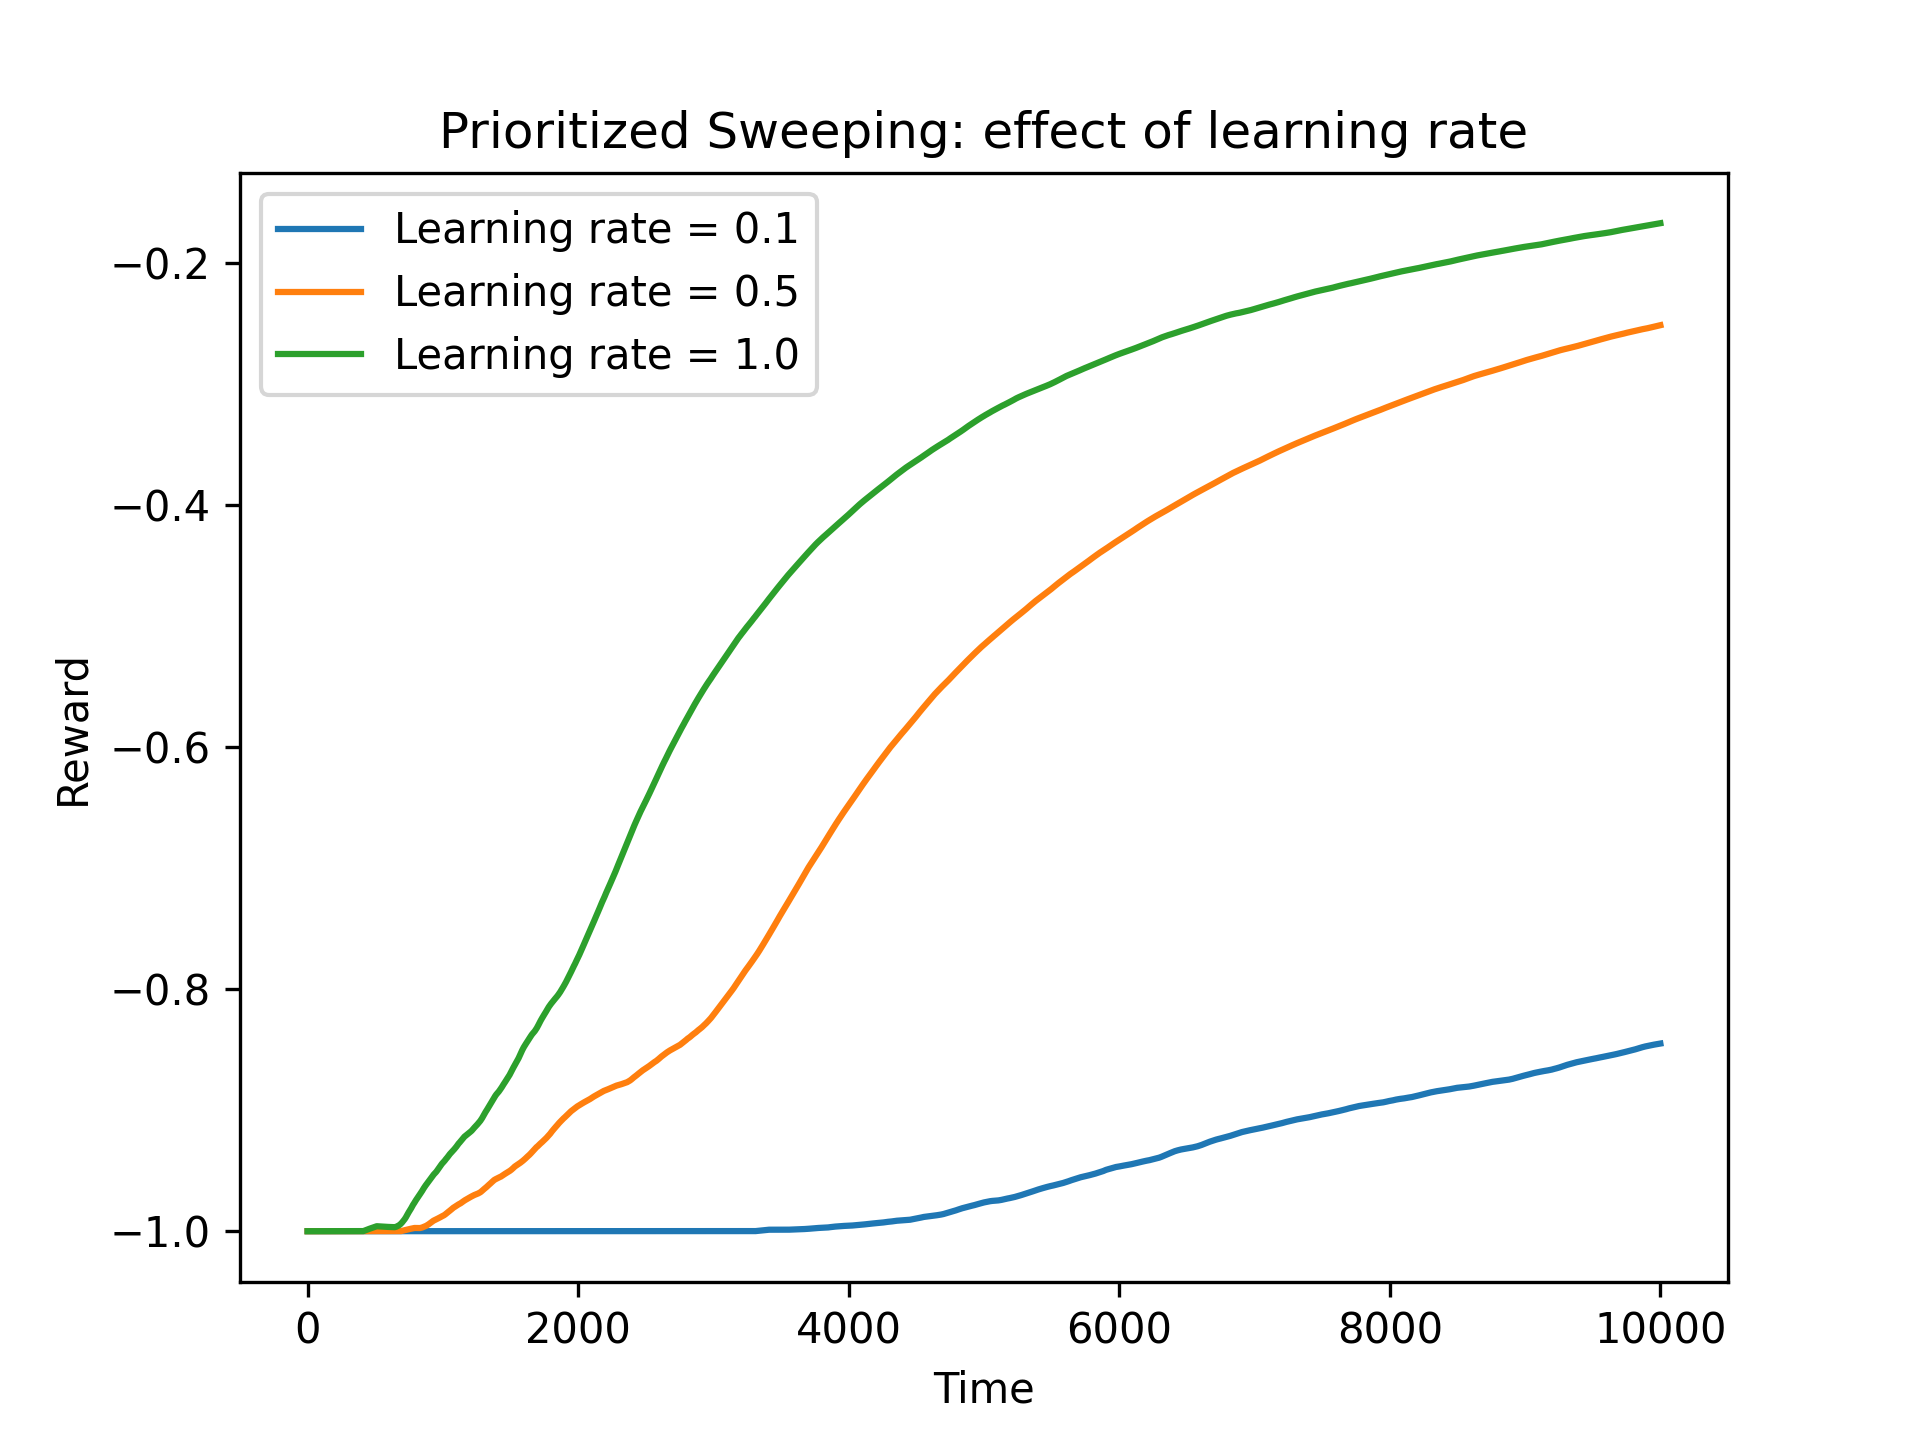 Prioritized Sweeping: effect of learning rate
Learning rate = 0.1
Learning rate = 0.5
Learning rate = 1.0
−0.2
−0.4
−0.6
−0.8
−1.0
Reward
0 2000 4000 6000 8000 10000
Time